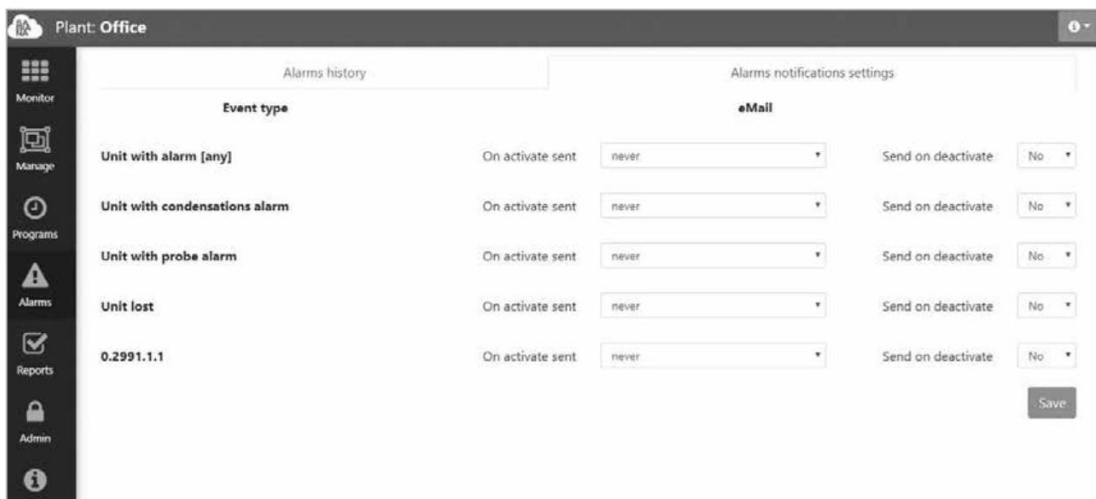 Plant: Office
Alarms history Alarms notifications settings
Event type eMail
Unit with alarm [any] On activate sent never Send on deactivate No
Unit with condensations alarm On activate sent never Send on deactivate No
Unit with probe alarm On activate sent never Send on deactivate No
Unit lost On activate sent never Send on deactivate No
0.2991.1.1 On activate sent never Send on deactivate No
Save
Monitor
Manage
Programs
Alarms
Reports
Admin